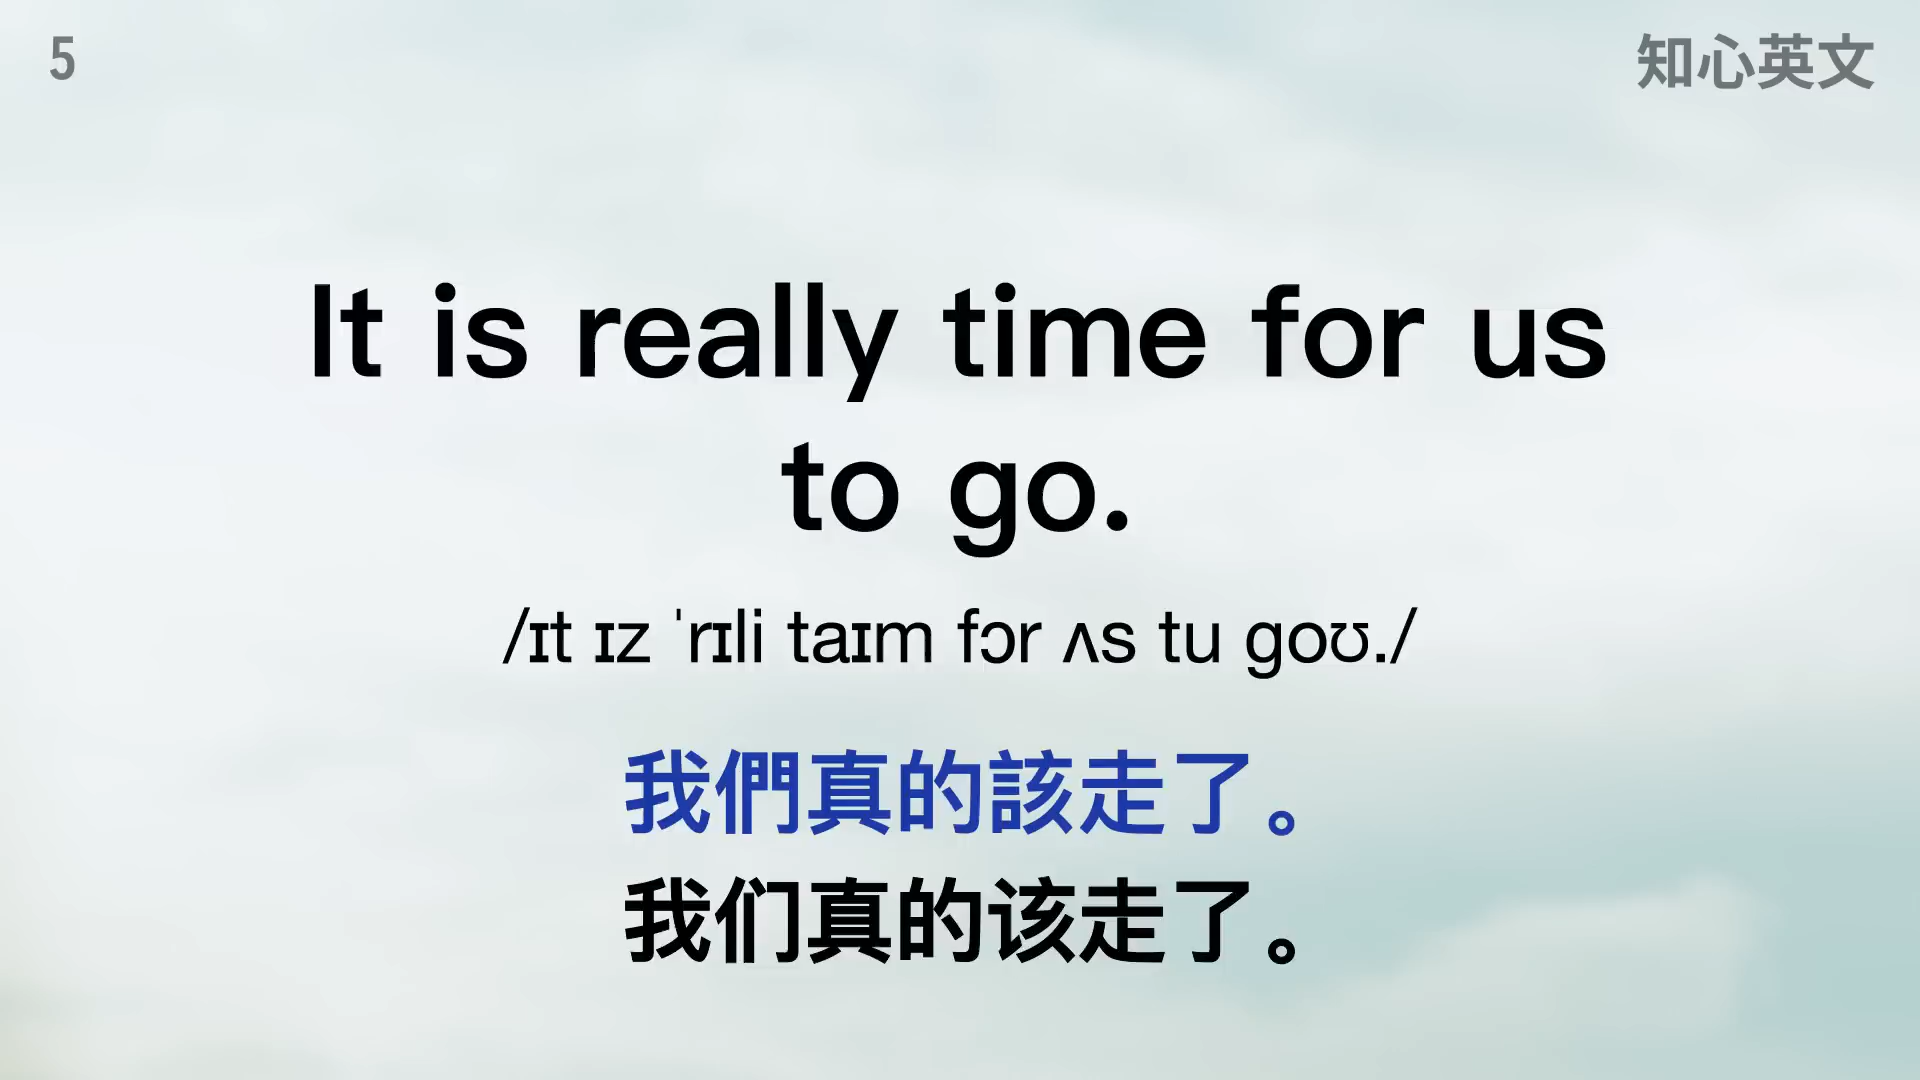 5
知心英文
It is really time for us
to go.
/ɪt ɪz ˈrɪli taɪm fɔr ʌs tu goʊ./
我們真的該走了。
我们真的该走了。